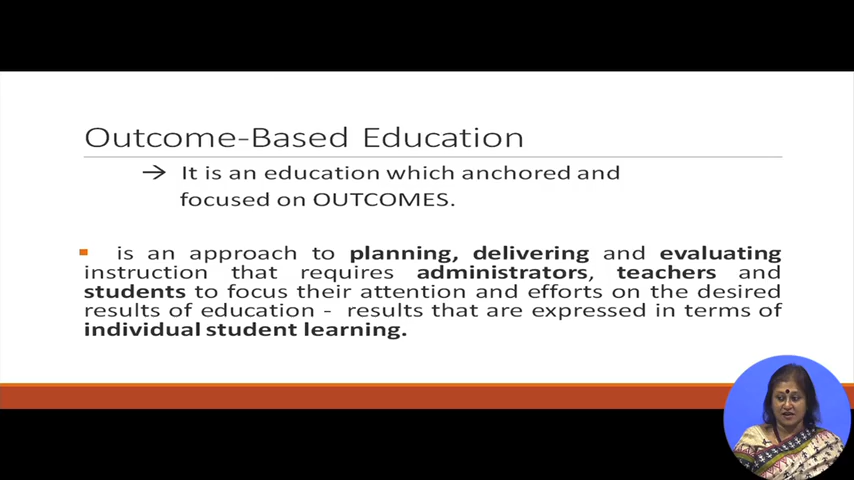 Outcome-Based Education
→ It is an education which anchored and
focused on OUTCOMES.
▪ is an approach to planning, delivering and evaluating
instruction that requires administrators, teachers and
students to focus their attention and efforts on the desired
results of education - results that are expressed in terms of
individual student learning.